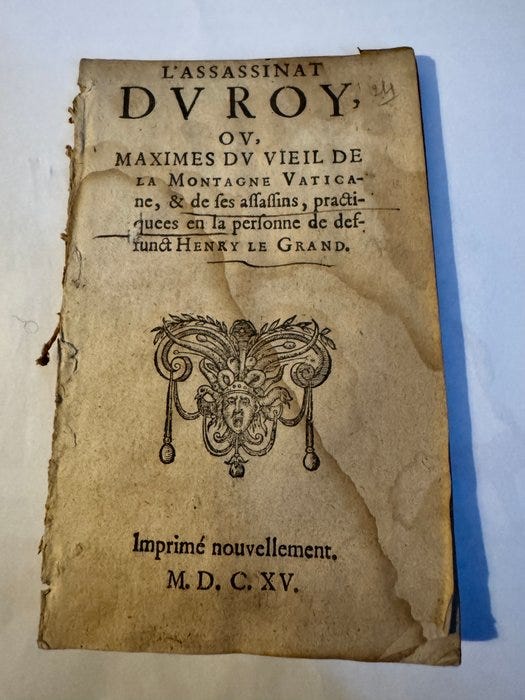 L'ASSASSINAT
DV ROY,
OV,
MAXIMES DV VIEIL DE
LA MONTAGNE VATICA-
ne, & de ses assassins, practi-
quees en la personne de def-
funct HENRY LE GRAND.
Imprimé nouvellement.
M. D. C. XV.